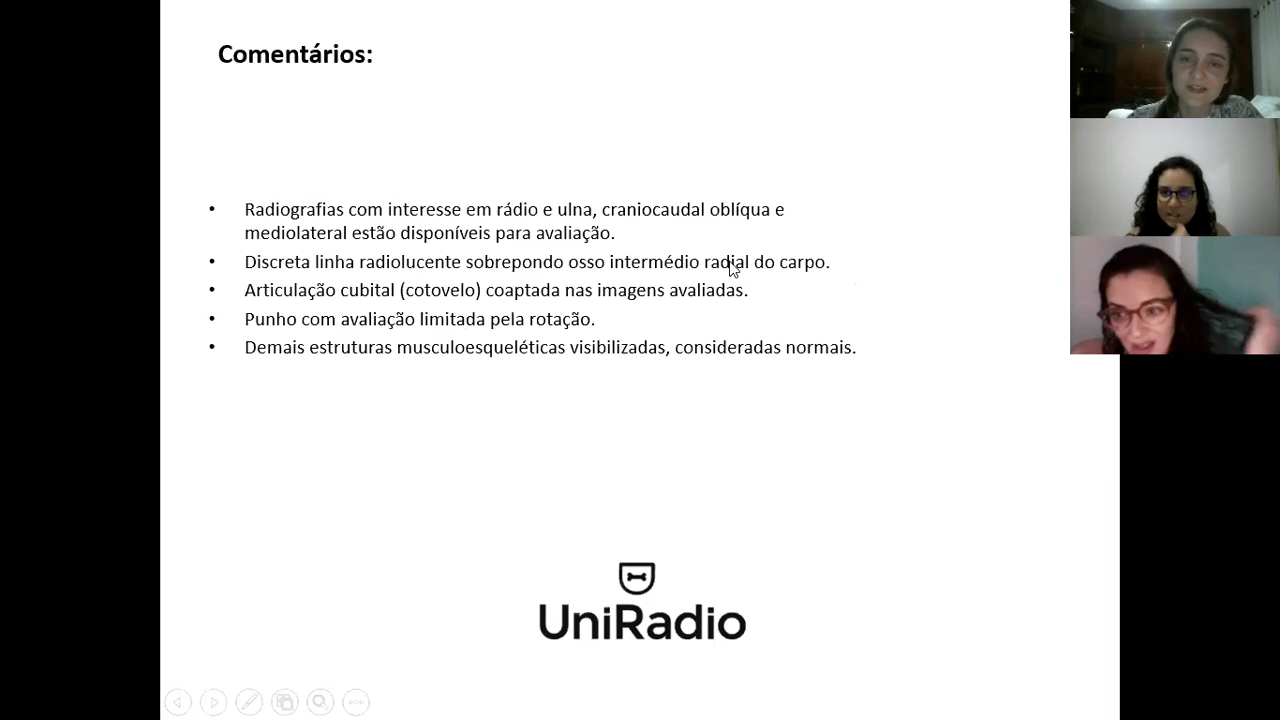 Comentários:
• Radiografias com interesse em rádio e ulna, craniocaudal oblíqua e
mediolateral estão disponíveis para avaliação.
• Discreta linha radiolucente sobrepondo osso intermédio radial do carpo.
• Articulação cubital (cotovelo) coaptada nas imagens avaliadas.
• Punho com avaliação limitada pela rotação.
• Demais estruturas musculoesqueléticas visibilizadas, consideradas normais.
UniRadio